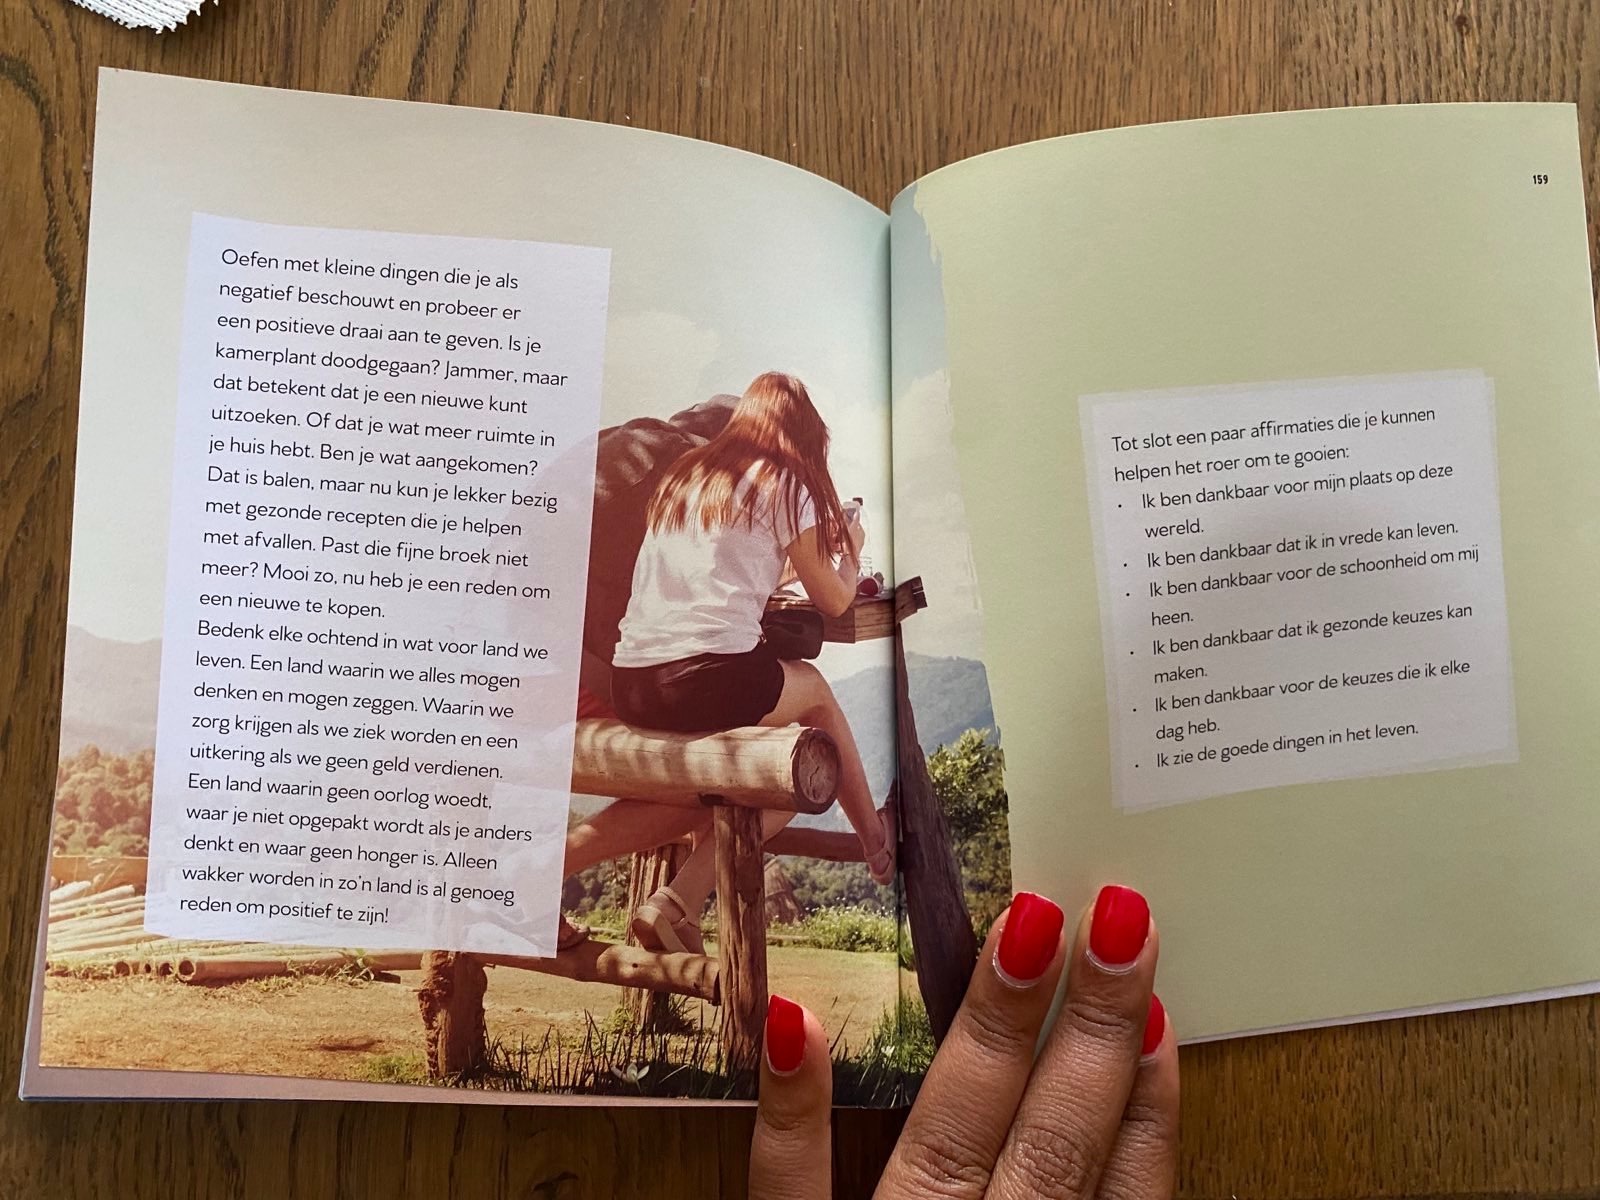 Oefen met kleine dingen die je als
negatief beschouwt en probeer er
een positieve draai aan te geven. Is je
kamerplant doodgegaan? Jammer, maar
dat betekent dat je een nieuwe kunt
uitzoeken. Of dat je wat meer ruimte in
je huis hebt. Ben je wat aangekomen?
Dat is balen, maar nu kun je lekker bezig
met gezonde recepten die je helpen
met afvallen. Past die fijne broek niet
meer? Mooi zo, nu heb je een reden om
een nieuwe te kopen.
Bedenk elke ochtend in wat voor land we
leven. Een land waarin we alles mogen
denken en mogen zeggen. Waarin we
zorg krijgen als we ziek worden en een
uitkering als we geen geld verdienen.
Een land waarin geen oorlog woedt,
waar je niet opgepakt wordt als je anders
denkt en waar geen honger is. Alleen
wakker worden in zo'n land is al genoeg
reden om positief te zijn!
159
Tot slot een paar affirmaties die je kunnen
helpen het roer om te gooien:
• Ik ben dankbaar voor mijn plaats op deze
wereld.
• Ik ben dankbaar dat ik in vrede kan leven.
• Ik ben dankbaar voor de schoonheid om mij
heen.
• Ik ben dankbaar dat ik gezonde keuzes kan
maken.
• Ik ben dankbaar voor de keuzes die ik elke
dag heb.
• Ik zie de goede dingen in het leven.